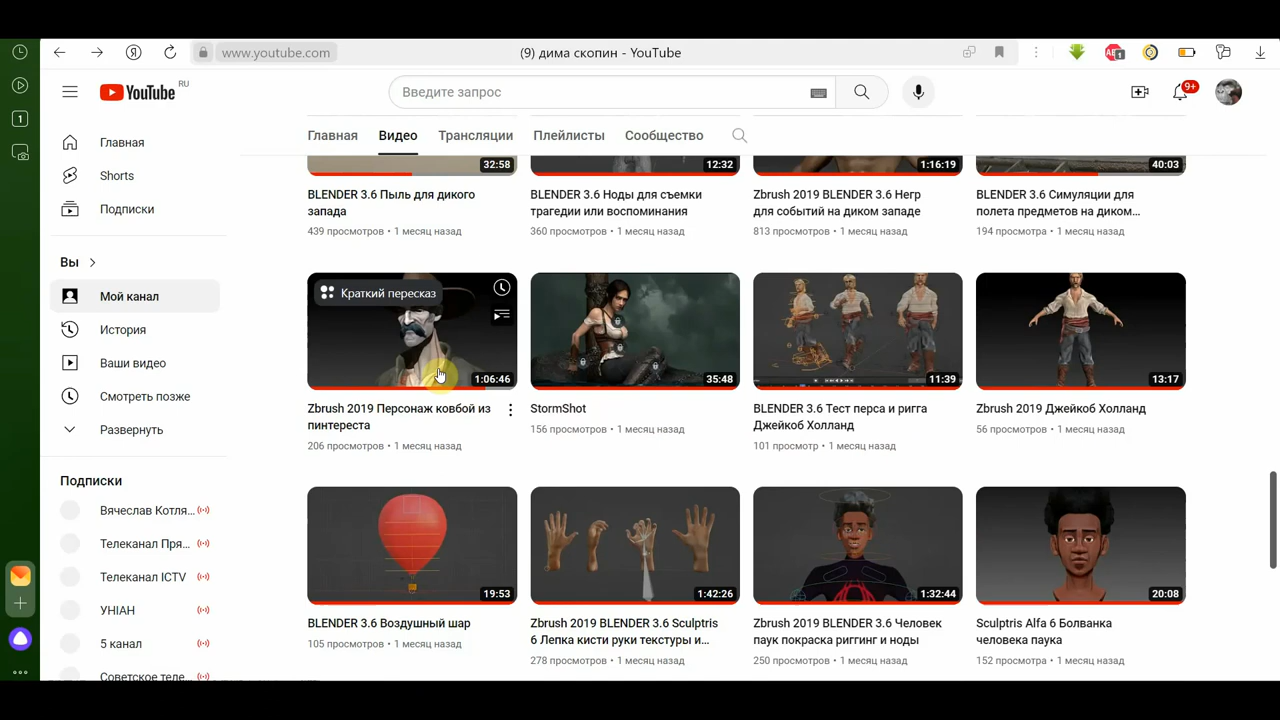 www.youtube.com
(9) дима скопин - YouTube
1
YouTube RU
Введите запрос
9+
Главная
Shorts
Подписки
Вы
Мой канал
История
Ваши видео
Смотреть позже
Развернуть
Подписки
Вячеслав Котля...
Телеканал Пря...
Телеканал ICTV
УНІАН
5 канал
Советское теле...
Главная Видео Трансляции Плейлисты Сообщество
32:58
BLENDER 3.6 Пыль для дикого
запада
439 просмотров • 1 месяц назад
12:32
BLENDER 3.6 Ноды для съемки
трагедии или воспоминания
360 просмотров • 1 месяц назад
1:16:19
Zbrush 2019 BLENDER 3.6 Негр
для событий на диком западе
813 просмотров • 1 месяц назад
40:03
BLENDER 3.6 Симуляции для
полета предметов на диком...
194 просмотра • 1 месяц назад
Краткий пересказ
1:06:46
Zbrush 2019 Персонаж ковбой из
пинтереста
206 просмотров • 1 месяц назад
35:48
StormShot
156 просмотров • 1 месяц назад
11:39
BLENDER 3.6 Тест перса и ригга
Джейкоб Холланд
101 просмотр • 1 месяц назад
13:17
Zbrush 2019 Джейкоб Холланд
56 просмотров • 1 месяц назад
19:53
BLENDER 3.6 Воздушный шар
105 просмотров • 1 месяц назад
1:42:26
Zbrush 2019 BLENDER 3.6 Sculptris
6 Лепка кисти руки текстуры и...
278 просмотров • 1 месяц назад
1:32:44
Zbrush 2019 BLENDER 3.6 Человек
паук покраска риггинг и ноды
250 просмотров • 1 месяц назад
20:08
Sculptris Alfa 6 Болванка
человека паука
152 просмотра • 1 месяц назад